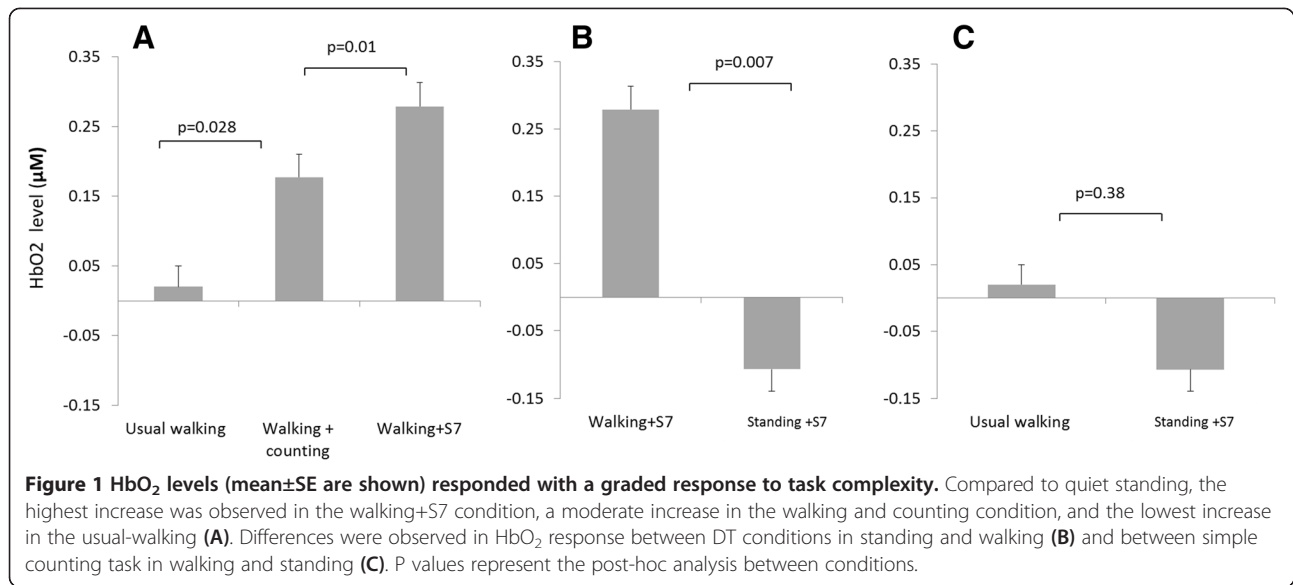 A
B
C
p=0.01
p=0.028
0.35
0.25
0.15
0.05
-0.05
-0.15
HbO2 level (µM)
Usual walking
Walking +
counting
Walking+S7
p=0.007
0.35
0.25
0.15
0.05
-0.05
-0.15
Walking+S7
Standing +S7
p=0.38
0.35
0.25
0.15
0.05
-0.05
-0.15
Usual walking
Standing +S7
Figure 1 HbO₂ levels (mean±SE are shown) responded with a graded response to task complexity. Compared to quiet standing, the
highest increase was observed in the walking+S7 condition, a moderate increase in the walking and counting condition, and the lowest increase
in the usual-walking (A). Differences were observed in HbO₂ response between DT conditions in standing and walking (B) and between simple
counting task in walking and standing (C). P values represent the post-hoc analysis between conditions.